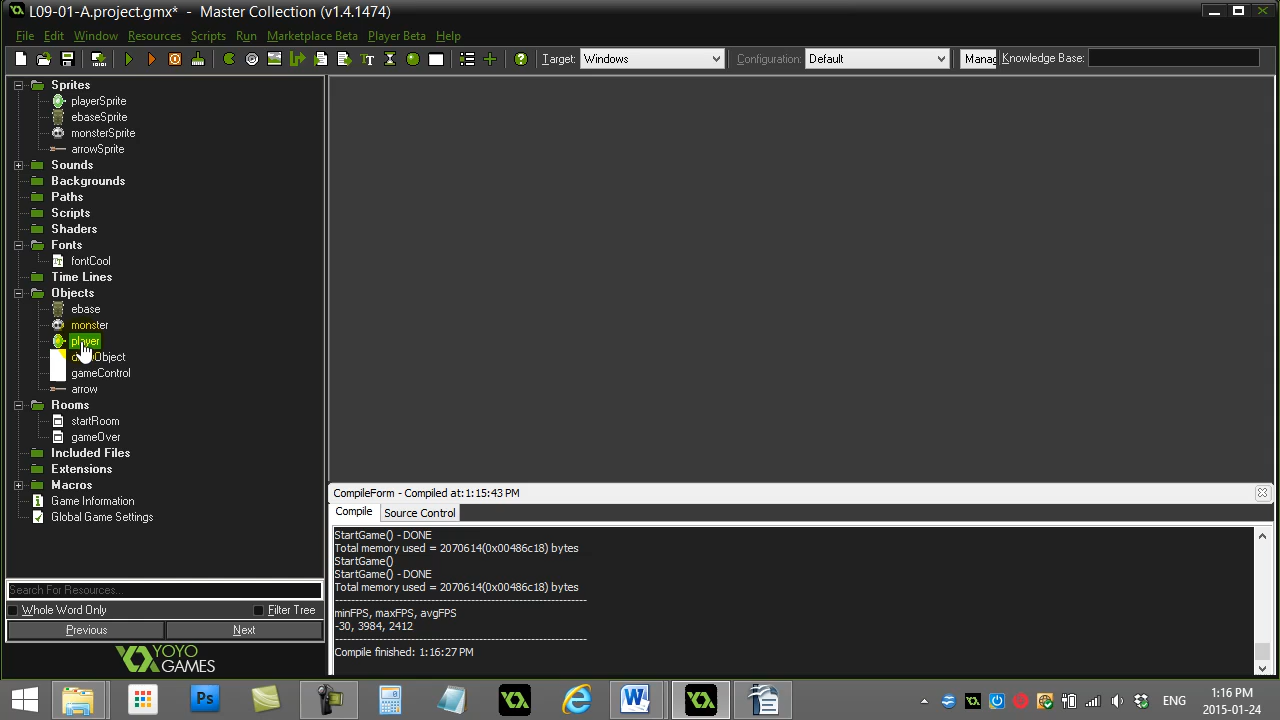 L09-01-A.project.gmx* - Master Collection (v1.4.1474)
File Edit Window Resources Scripts Run Marketplace Beta Player Beta Help
Target: Windows Configuration: Default Manag Knowledge Base:
Sprites
playerSprite
ebaseSprite
monsterSprite
arrowSprite
Sounds
Backgrounds
Paths
Scripts
Shaders
Fonts
fontCool
Time Lines
Objects
ebase
monster
player
Object
gameControl
arrow
Rooms
startRoom
gameOver
Included Files
Extensions
Macros
Game Information
Global Game Settings
Search For Resources...
Whole Word Only Filter Tree
Previous Next
YOYO
GAMES
CompileForm - Compiled at:1:15:43 PM
Compile Source Control
StartGame() - DONE
Total memory used = 2070614(0x00486c18) bytes
StartGame()
StartGame() - DONE
Total memory used = 2070614(0x00486c18) bytes
minFPS, maxFPS, avgFPS
-30, 3984, 2412
Compile finished: 1:16:27 PM
ENG
1:16 PM
2015-01-24